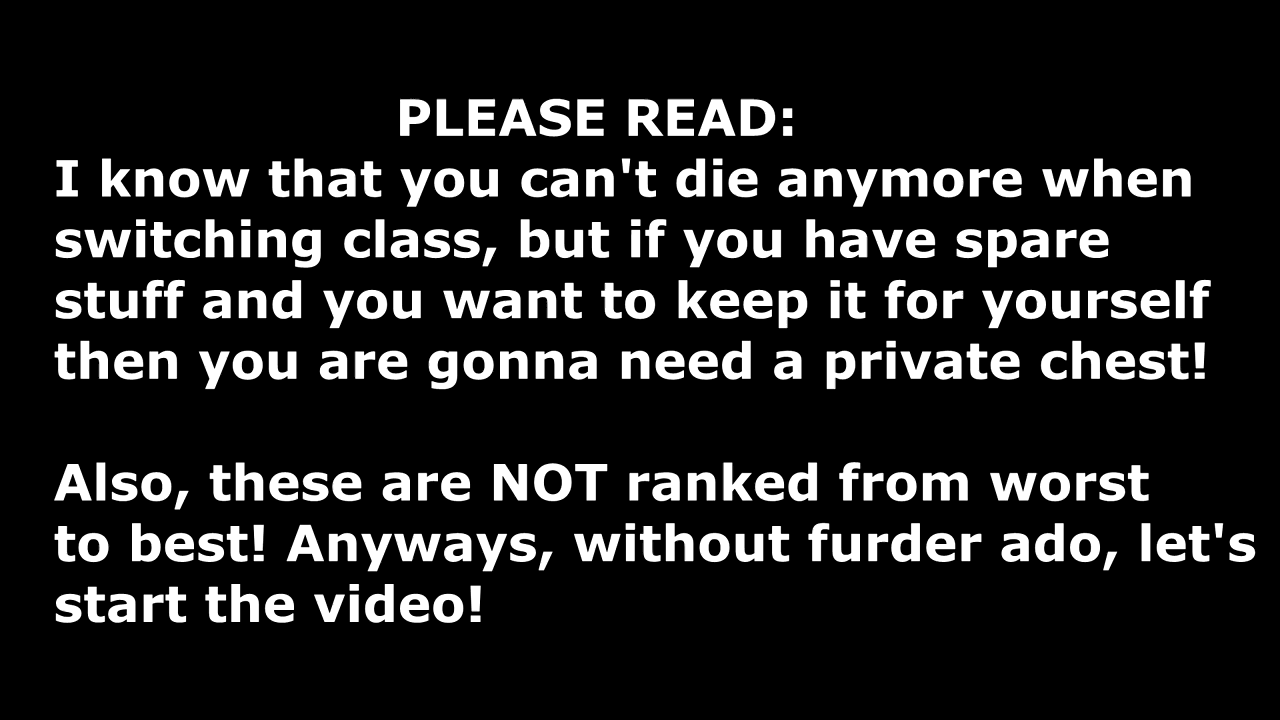 PLEASE READ:
I know that you can't die anymore when
switching class, but if you have spare
stuff and you want to keep it for yourself
then you are gonna need a private chest!
Also, these are NOT ranked from worst
to best! Anyways, without furder ado, let's
start the video!